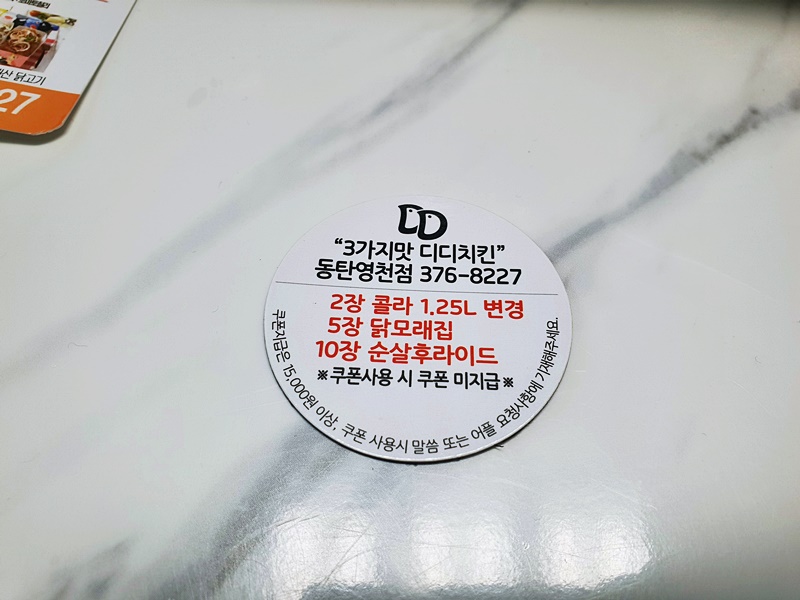 산 닭고기
27
DD
“3가지맛 디디치킨”
동탄영천점 376-8227
2장 콜라 1.25L 변경
5장 닭모래집
10장 순살후라이드
※쿠폰사용 시 쿠폰 미지급※
쿠폰지급은 15,000원 이상, 쿠폰 사용시 말씀 또는 어플 요청사항에 기재해주세요.